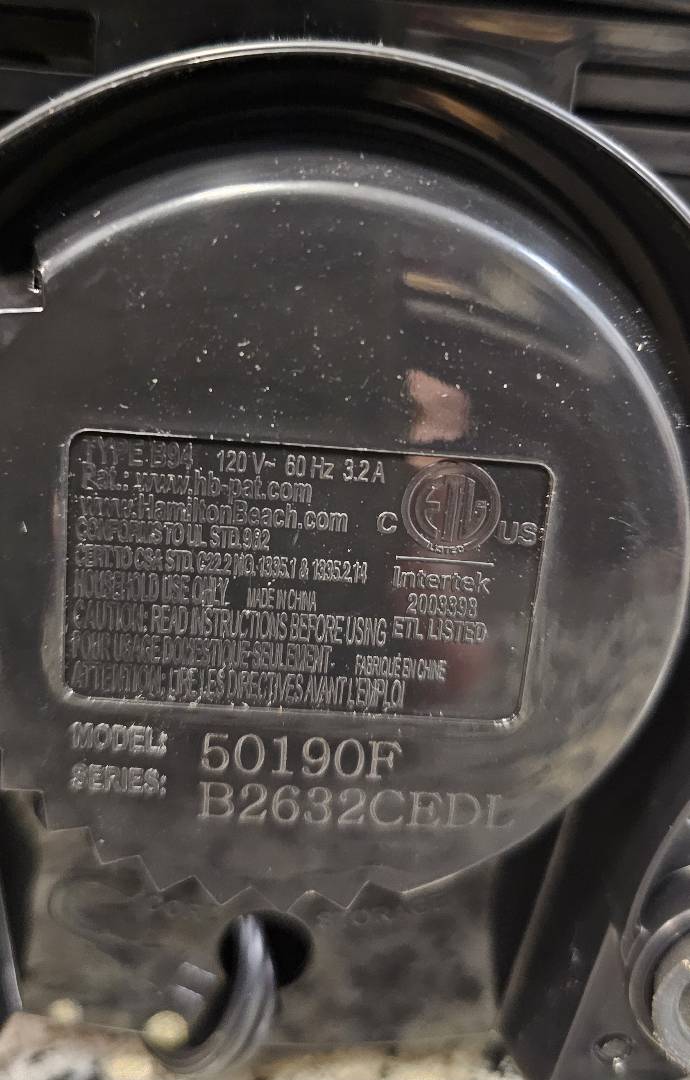 TYPE B94 120 V~ 60 Hz 3.2 A
Pat.: www.hb-pat.com
www.HamiltonBeach.com
CONFORMS TO UL STD. 982
CERT. TO CSA STD. C22.2 NO. 1335.1 & 1335.2.14
HOUSEHOLD USE ONLY. MADE IN CHINA
CAUTION: READ INSTRUCTIONS BEFORE USING
POUR USAGE DOMESTIQUE SEULEMENT. FABRIQUÉ EN CHINE
ATTENTION: LIRE LES DIRECTIVES AVANT L'EMPLOI
C ETL US
LISTED
Intertek
2003398
ETL LISTED
MODEL: 50190F
SERIES: B2632CEDL